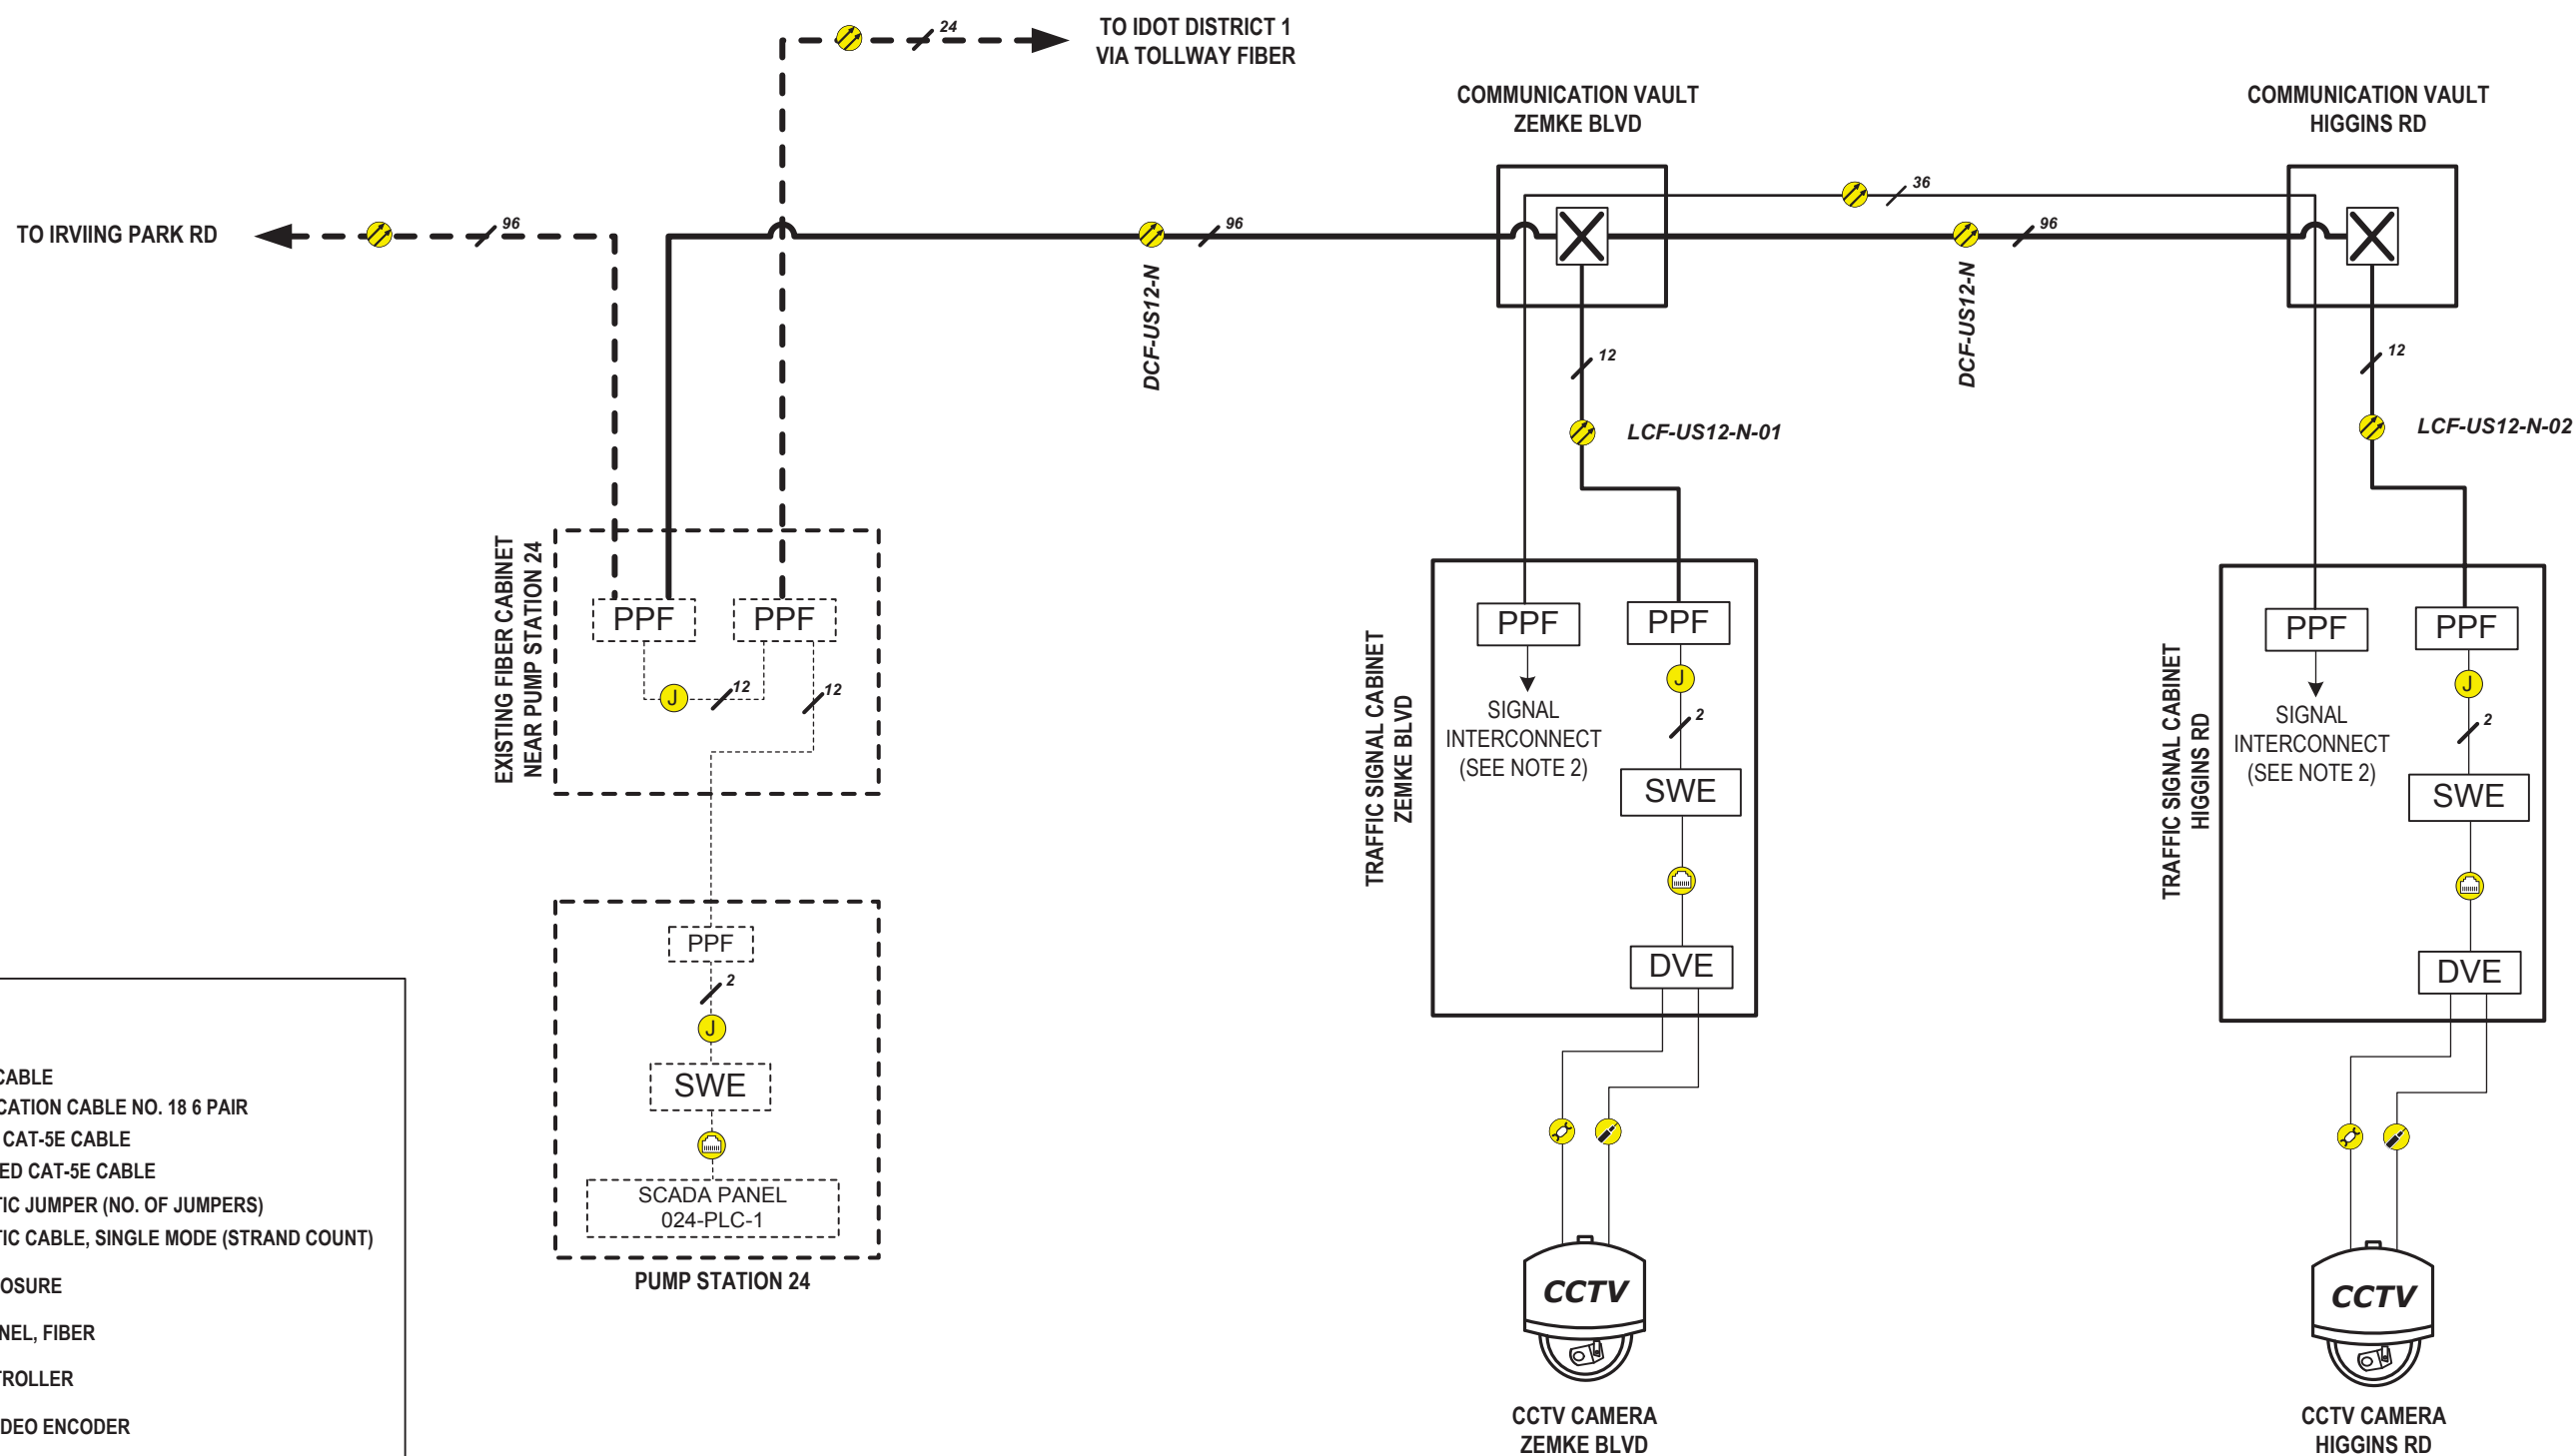 TO IDOT DISTRICT 1
VIA TOLLWAY FIBER
24
COMMUNICATION VAULT
ZEMKE BLVD
COMMUNICATION VAULT
HIGGINS RD
TO IRVIING PARK RD
96
96
36
96
DCF-US12-N
DCF-US12-N
12
12
LCF-US12-N-01
LCF-US12-N-02
EXISTING FIBER CABINET
NEAR PUMP STATION 24
PPF
PPF
J
12
12
PPF
2
J
SWE
SCADA PANEL
024-PLC-1
PUMP STATION 24
TRAFFIC SIGNAL CABINET
ZEMKE BLVD
PPF
PPF
J
SIGNAL
INTERCONNECT
(SEE NOTE 2)
2
SWE
DVE
CCTV
CCTV CAMERA
ZEMKE BLVD
TRAFFIC SIGNAL CABINET
HIGGINS RD
PPF
PPF
J
SIGNAL
INTERCONNECT
(SEE NOTE 2)
2
SWE
DVE
CCTV
CCTV CAMERA
HIGGINS RD
CABLE
CATION CABLE NO. 18 6 PAIR
CAT-5E CABLE
ED CAT-5E CABLE
TIC JUMPER (NO. OF JUMPERS)
TIC CABLE, SINGLE MODE (STRAND COUNT)
OSURE
NEL, FIBER
TROLLER
DEO ENCODER